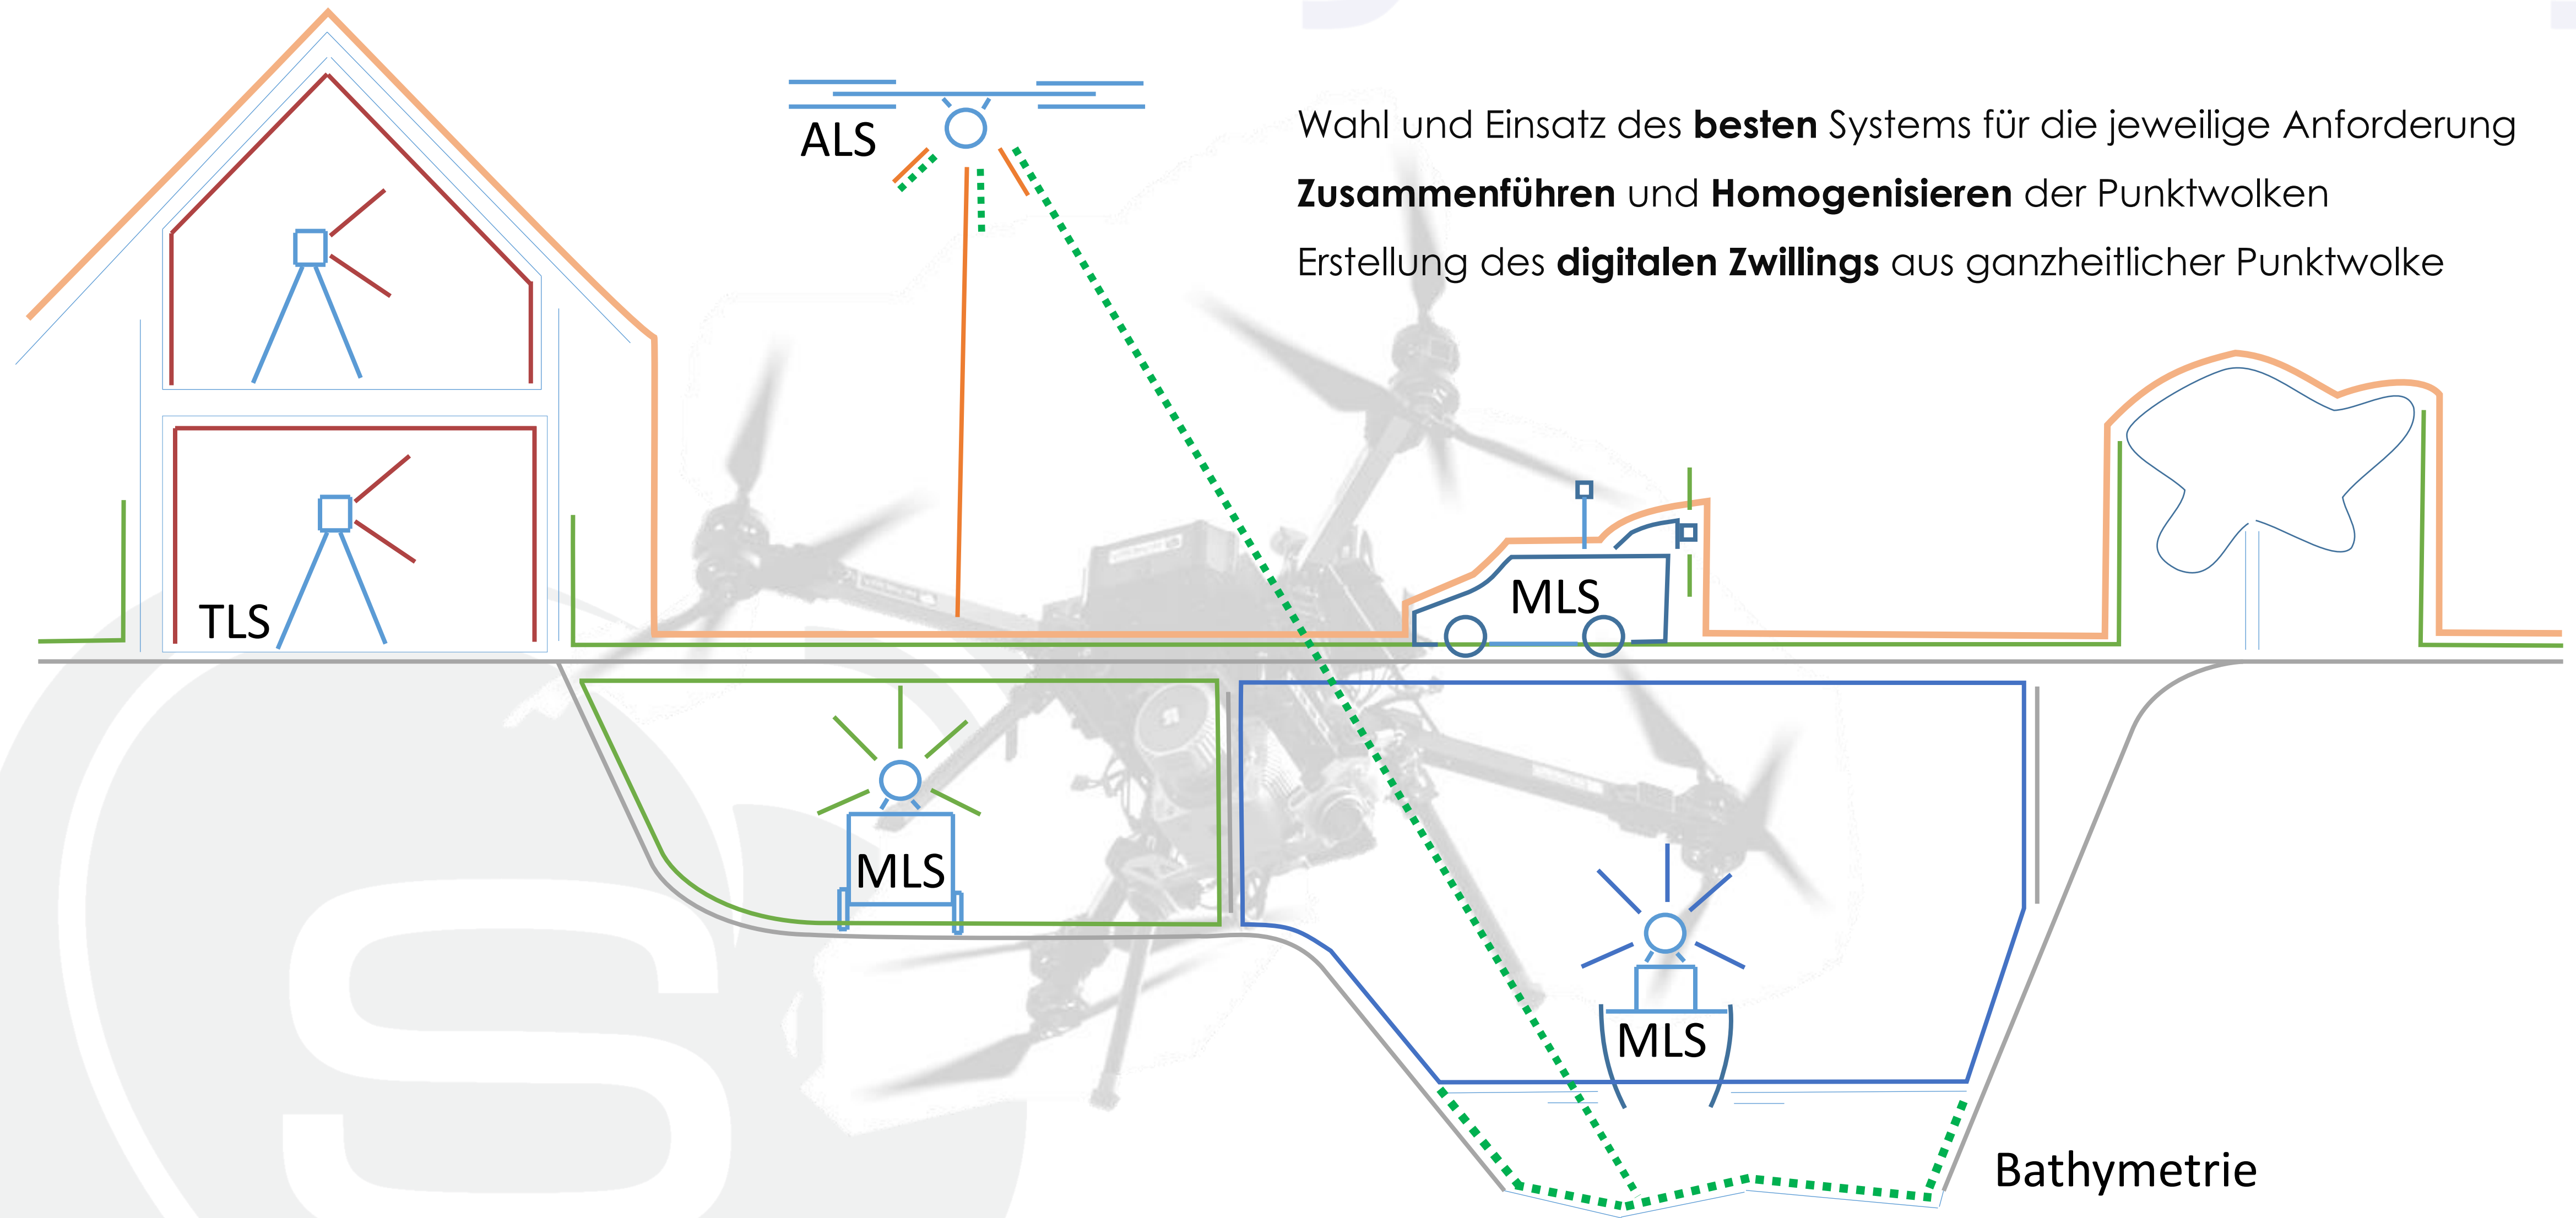 ALS
Wahl und Einsatz des besten Systems für die jeweilige Anforderung
Zusammenführen und Homogenisieren der Punktwolken
Erstellung des digitalen Zwillings aus ganzheitlicher Punktwolke
TLS
MLS
MLS
MLS
Bathymetrie